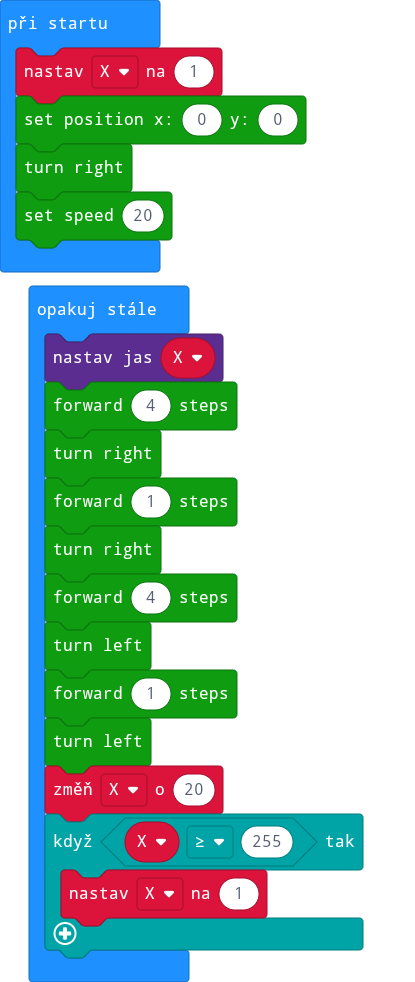 při startu
nastav X na 1
set position x: 0 y: 0
turn right
set speed 20
opakuj stále
nastav jas X
forward 4 steps
turn right
forward 1 steps
turn right
forward 4 steps
turn left
forward 1 steps
turn left
změň X o 20
když X ≥ 255 tak
nastav X na 1